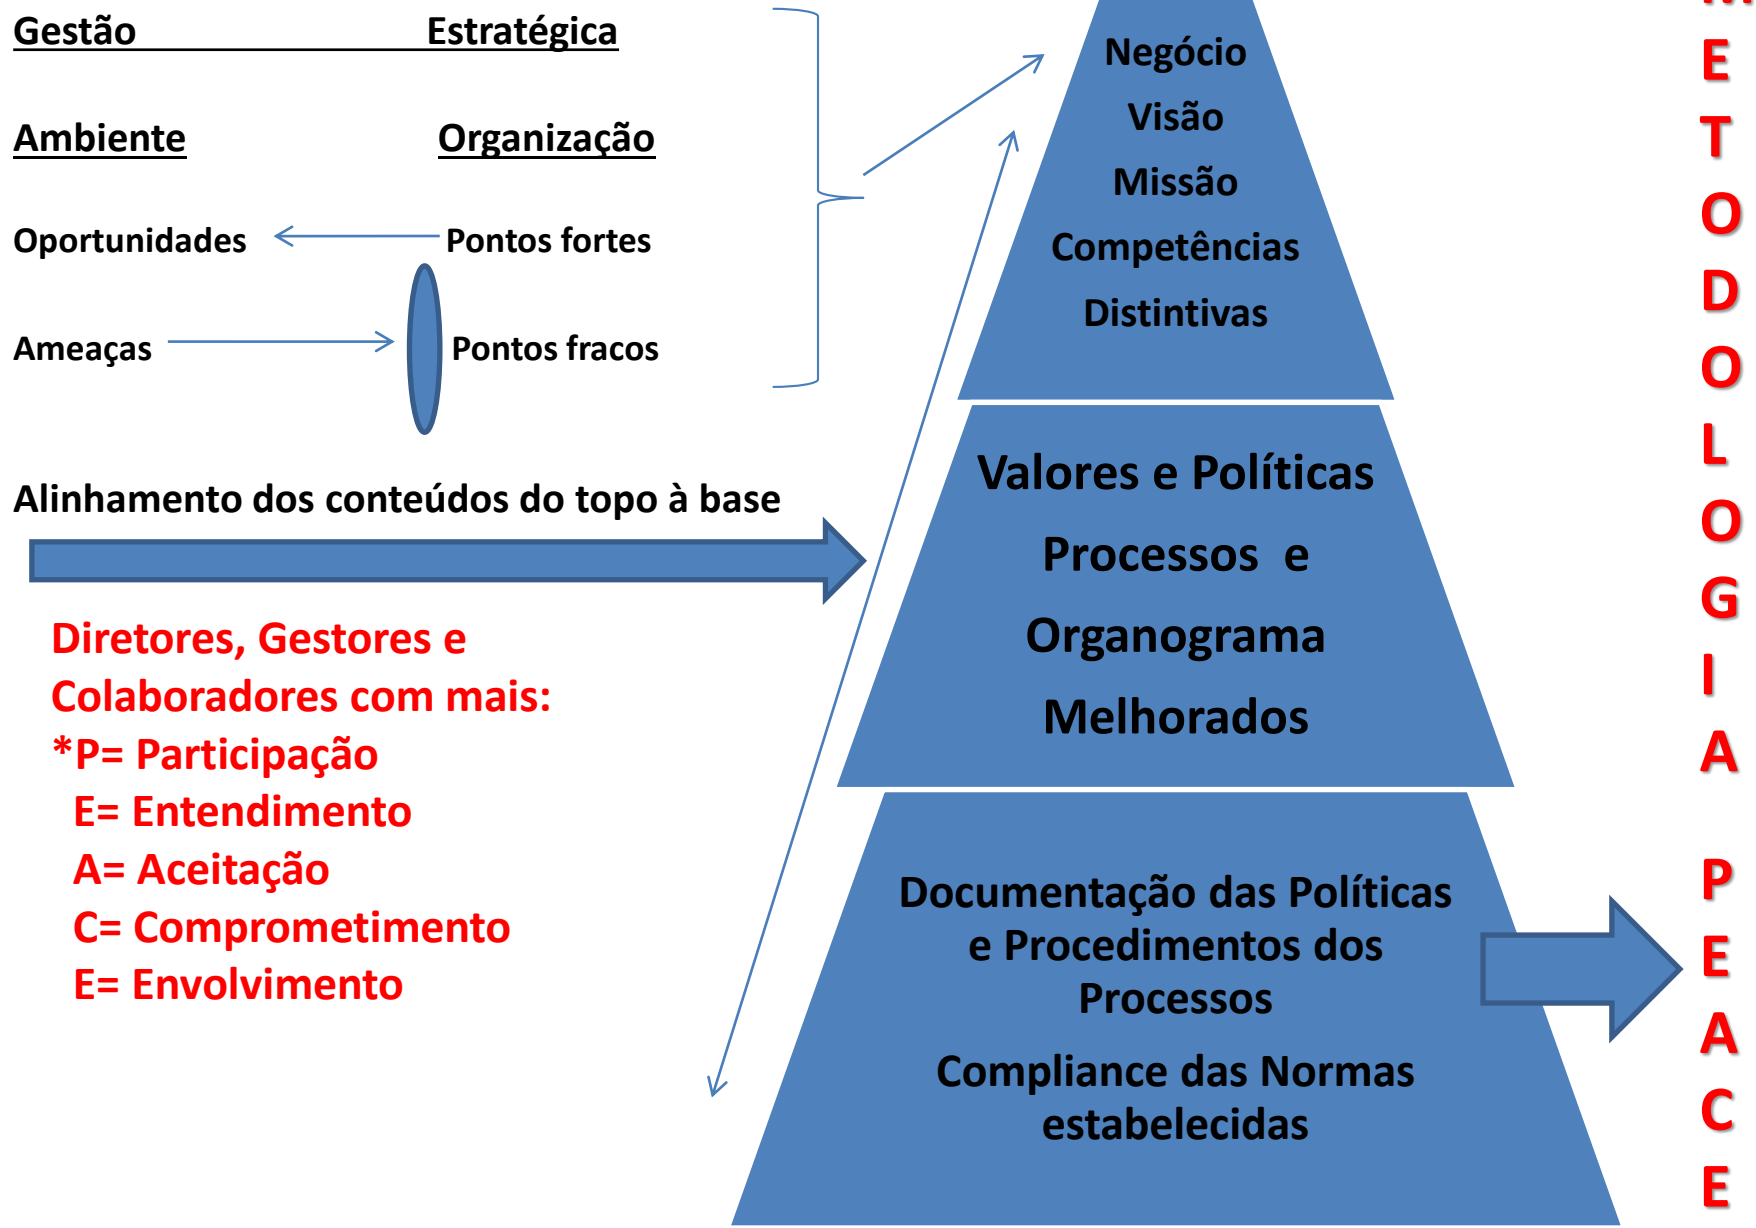 Gestão Estratégica
Ambiente Organização
Oportunidades Pontos fortes
Ameaças Pontos fracos
Alinhamento dos conteúdos do topo à base
Diretores, Gestores e
Colaboradores com mais:
*P= Participação
E= Entendimento
A= Aceitação
C= Comprometimento
E= Envolvimento
Negócio
Visão
Missão
Competências
Distintivas
Valores e Políticas
Processos e
Organograma
Melhorados
Documentação das Políticas
e Procedimentos dos
Processos
Compliance das Normas
estabelecidas
M
E
T
O
D
O
L
O
G
I
A
P
E
A
C
E